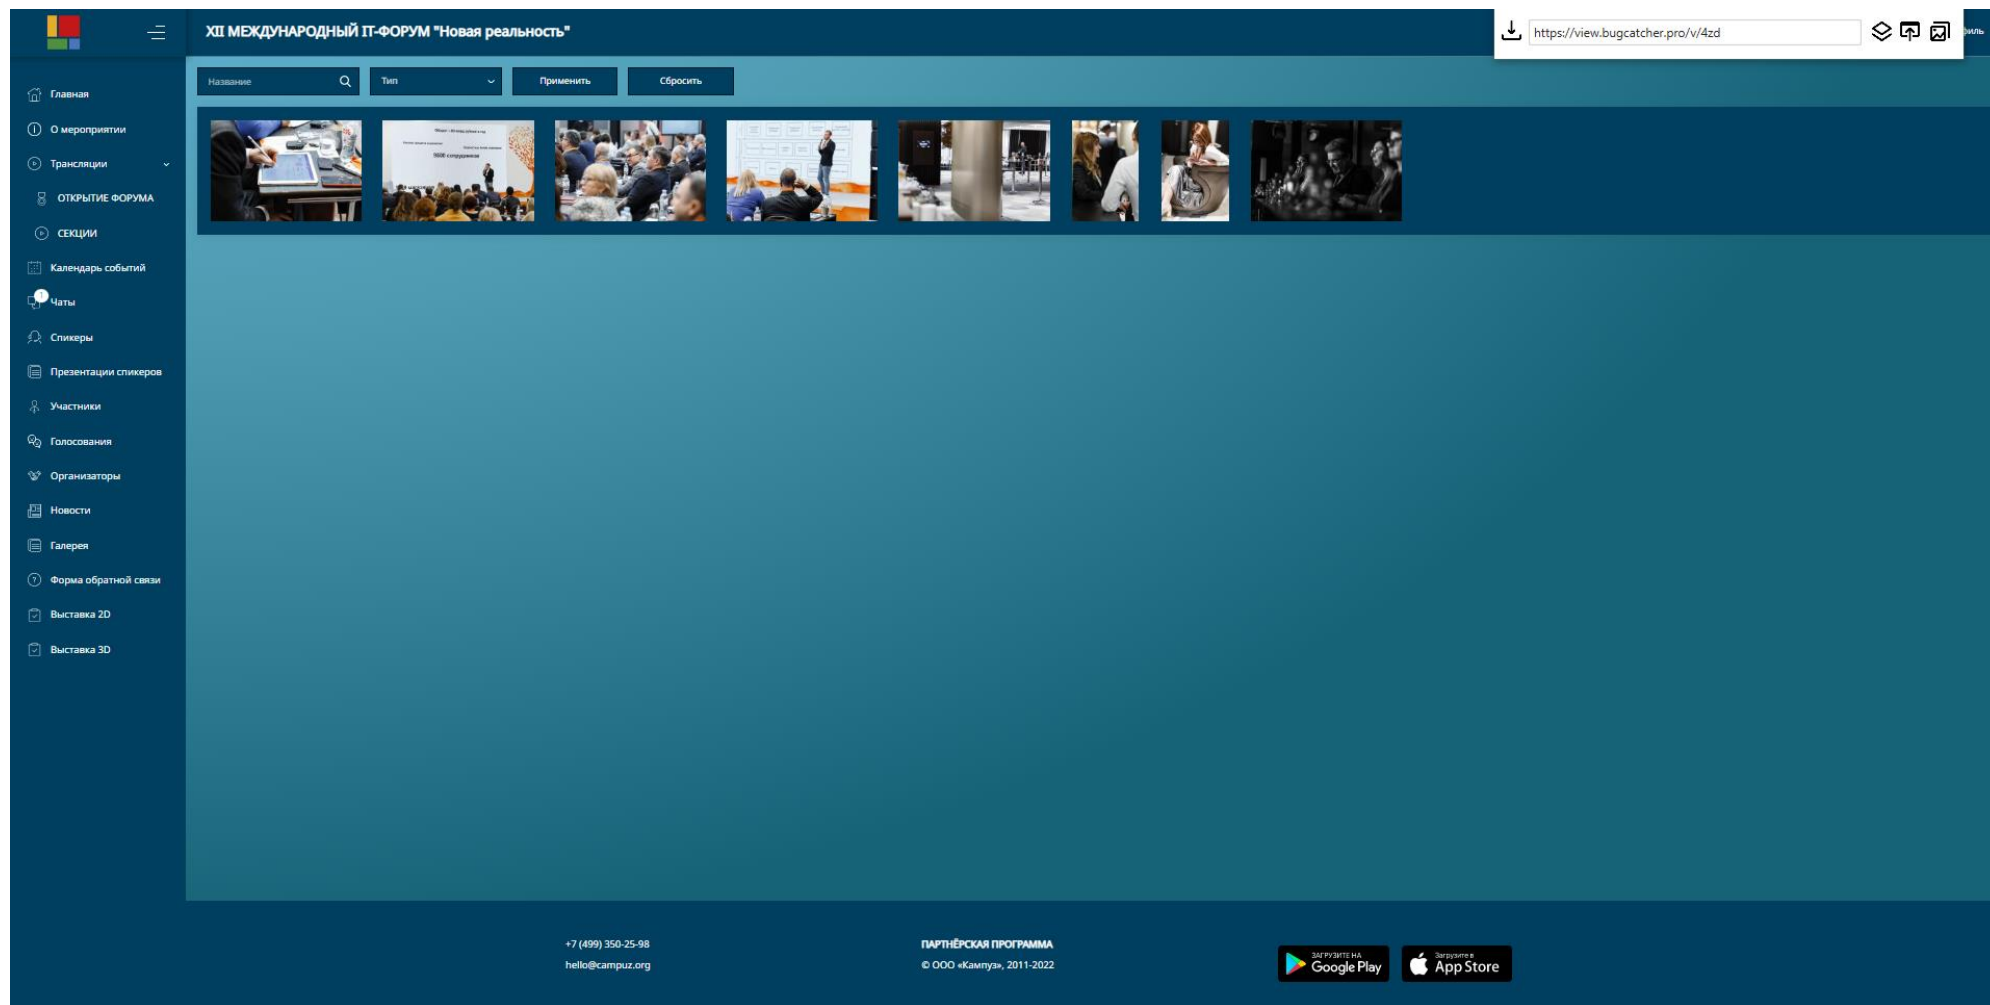 XII МЕЖДУНАРОДНЫЙ IT-ФОРУМ "Новая реальность"
https://view.bugcatcher.pro/v/4zd
Название
Тип
Применить
Сбросить
Главная
О мероприятии
Трансляции
ОТКРЫТИЕ ФОРУМА
СЕКЦИИ
Календарь событий
Чаты
Спикеры
Презентации спикеров
Участники
Голосования
Организаторы
Новости
Галерея
Форма обратной связи
Выставка 2D
Выставка 3D
5600 сотрудников
+7 (499) 350-25-98
hello@campuz.org
ПАРТНЁРСКАЯ ПРОГРАММА
© ООО «Кампуз», 2011-2022
ЗАГРУЗИТЕ НА
Google Play
Загрузите в
App Store